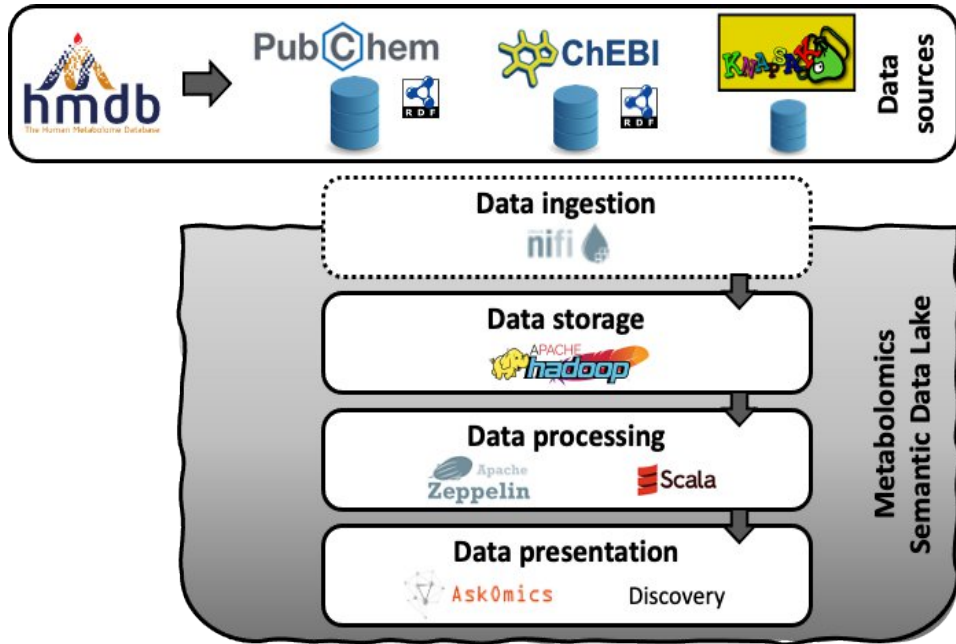 PubChem
ChEBI
KNApSAcK
hmdb
The Human Metabolome Database
RDF
RDF
Data
sources
Data ingestion
nifi
Data storage
APACHE
hadoop
Data processing
Apache
Zeppelin
Scala
Data presentation
AskOmics
Discovery
Metabolomics
Semantic Data Lake